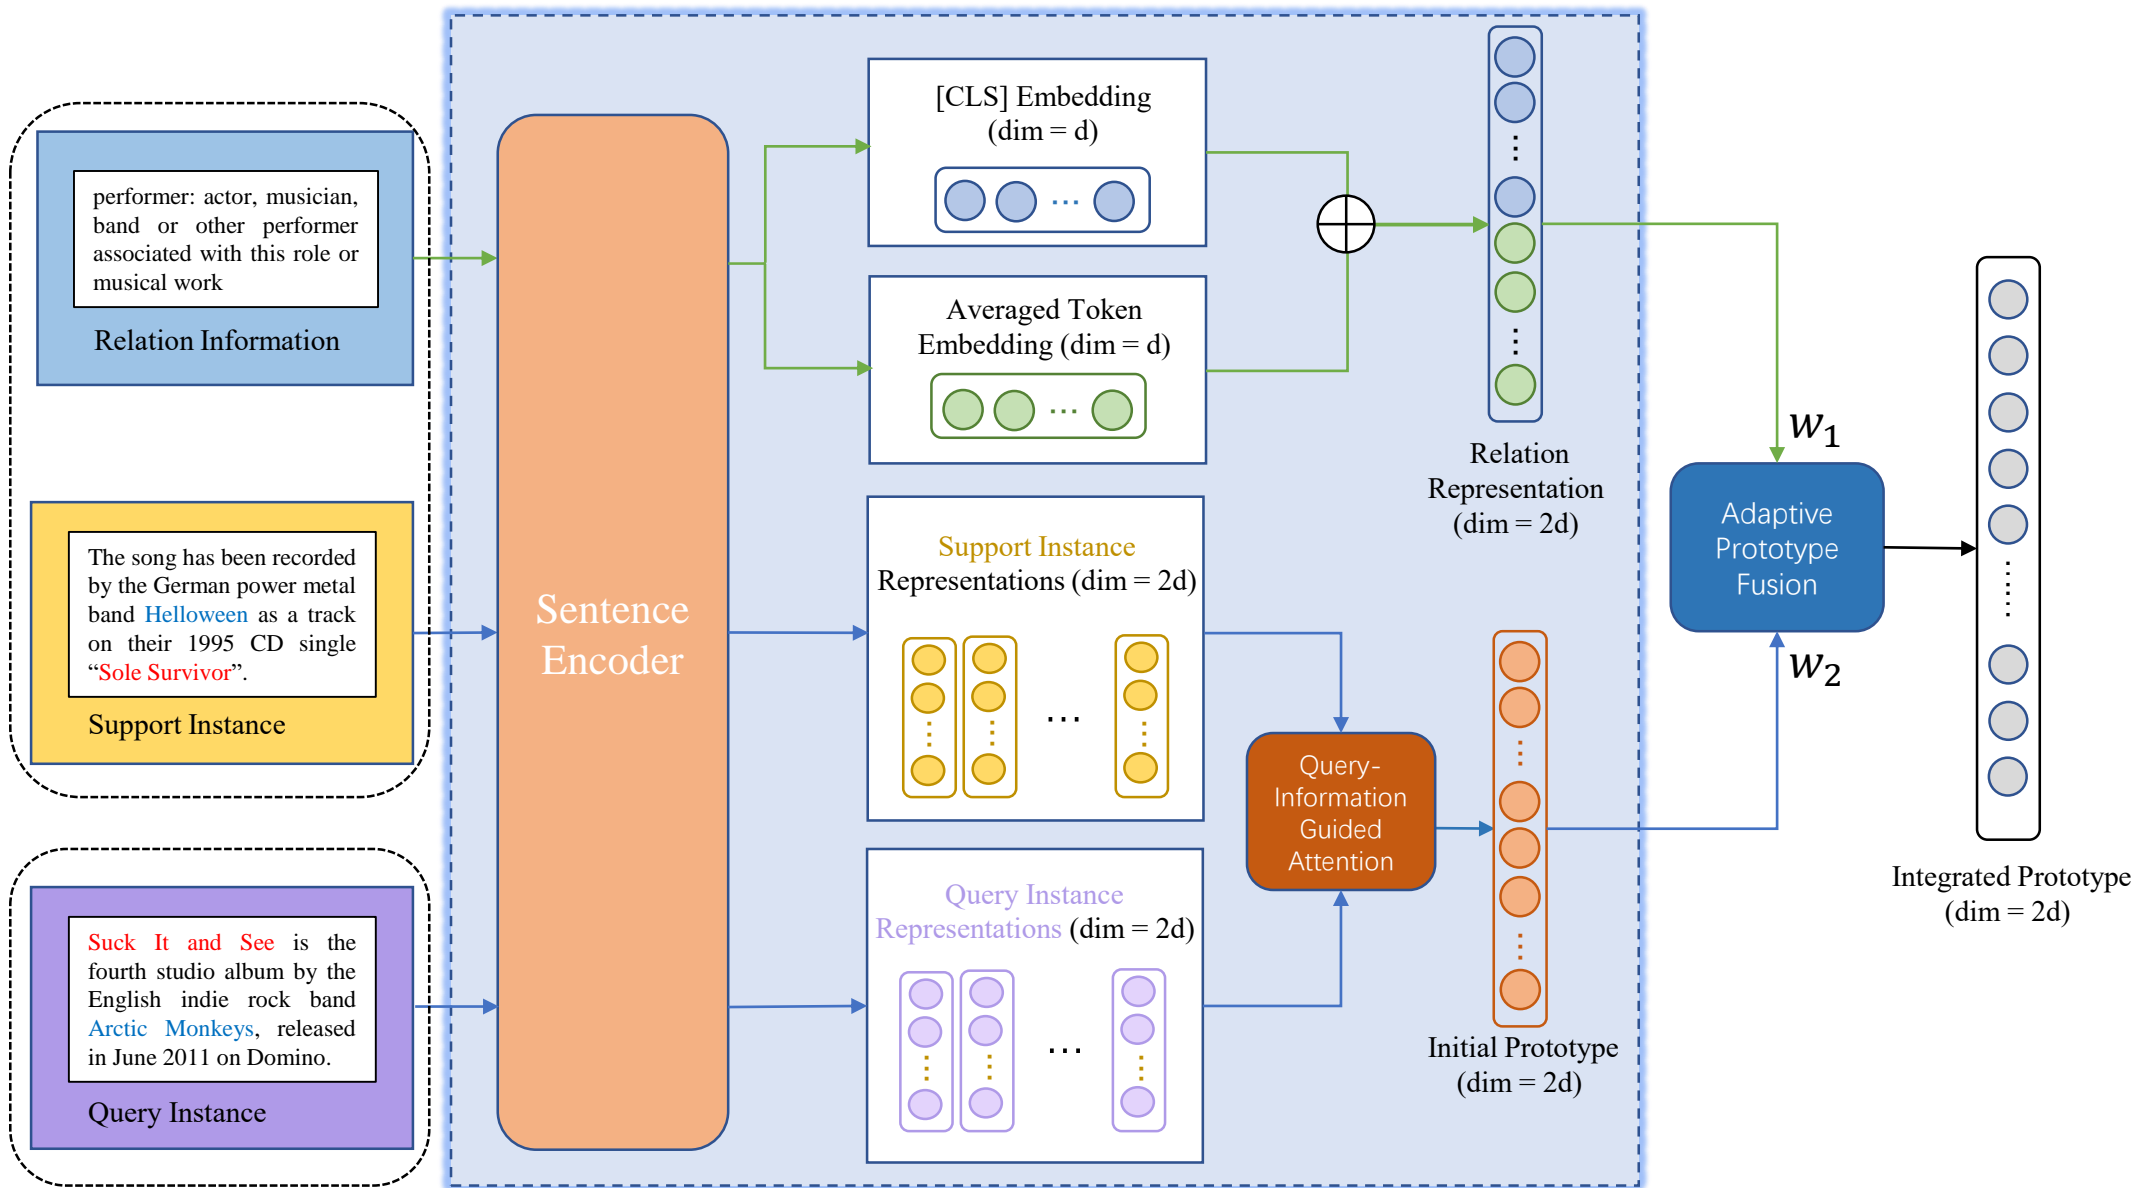 performer: actor, musician,
band or other performer
associated with this role or
musical work
Relation Information
The song has been recorded
by the German power metal
band Helloween as a track
on their 1995 CD single
“Sole Survivor”.
Support Instance
Suck It and See is the
fourth studio album by the
English indie rock band
Arctic Monkeys, released
in June 2011 on Domino.
Query Instance
Sentence
Encoder
[CLS] Embedding
(dim = d)
...
Averaged Token
Embedding (dim = d)
...
Support Instance
Representations (dim = 2d)
...
Query Instance
Representations (dim = 2d)
...
Query-
Information
Guided
Attention
Relation
Representation
(dim = 2d)
Initial Prototype
(dim = 2d)
w1
Adaptive
Prototype
Fusion
w2
Integrated Prototype
(dim = 2d)